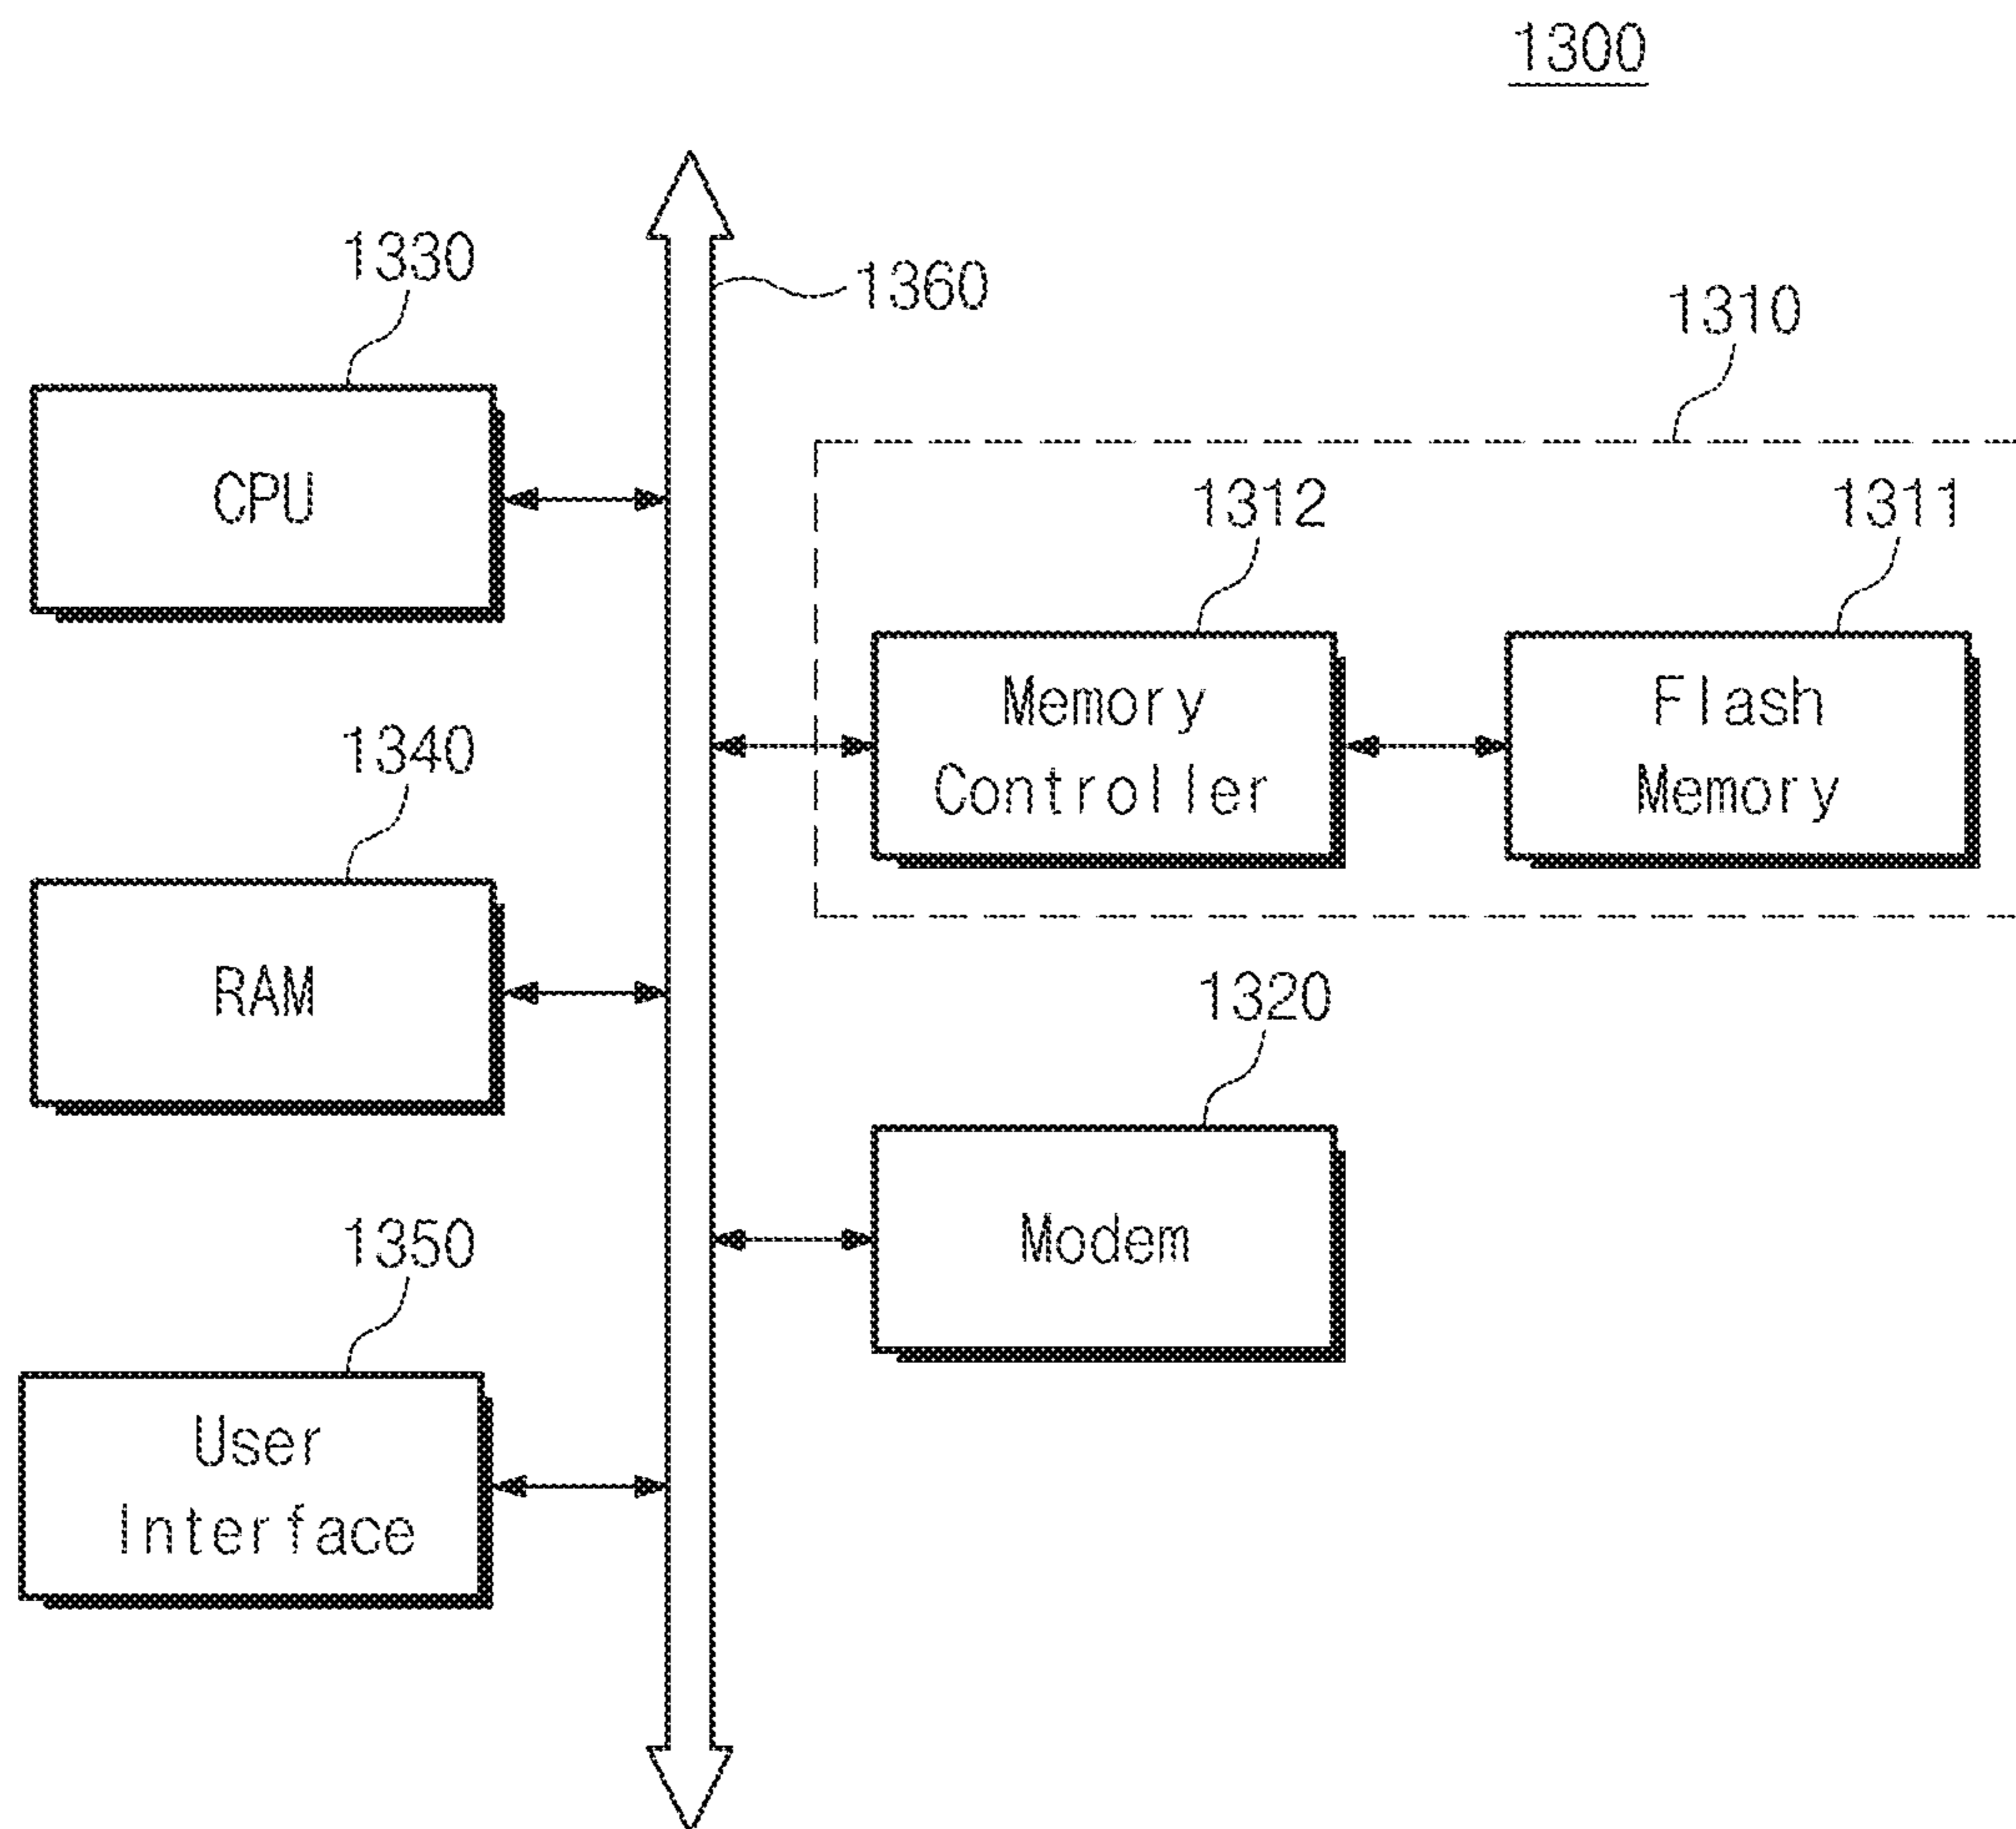 1300
1330
1360
1310
CPU
1312
1311
Memory
Controller
Flash
Memory
1340
RAM
1320
Modem
1350
User
Interface